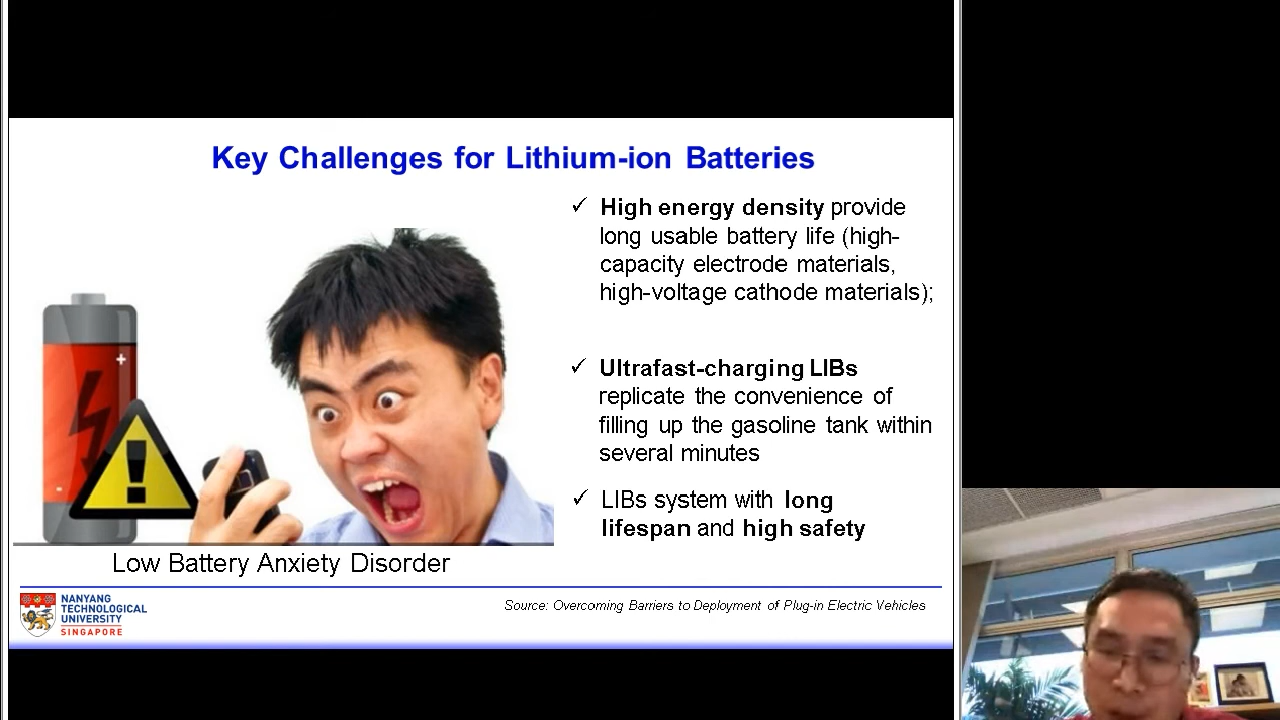 Key Challenges for Lithium-ion Batteries
✓ High energy density provide
long usable battery life (high-
capacity electrode materials,
high-voltage cathode materials);
✓ Ultrafast-charging LIBs
replicate the convenience of
filling up the gasoline tank within
several minutes
✓ LIBs system with long
lifespan and high safety
Low Battery Anxiety Disorder
NANYANG
TECHNOLOGICAL
UNIVERSITY
SINGAPORE
Source: Overcoming Barriers to Deployment of Plug-in Electric Vehicles